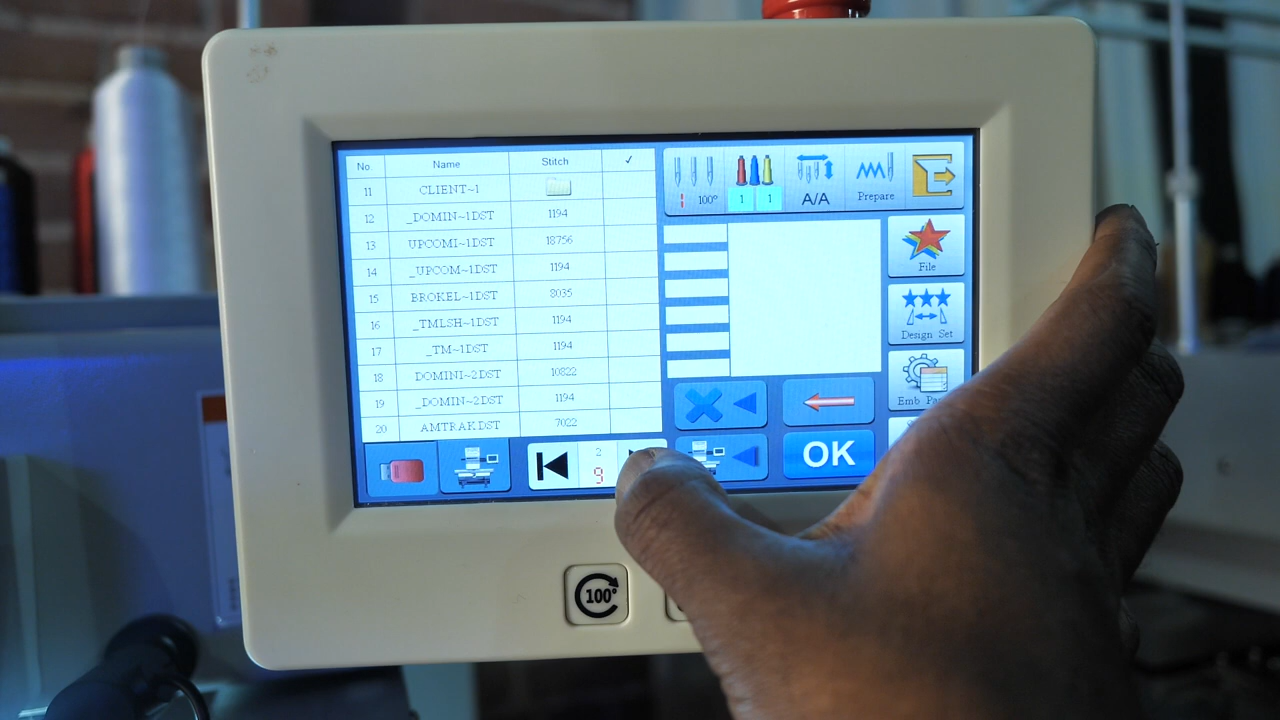 No. Name Stitch ✓
11 CLIENT~1
12 _DOMIN~1DST 1194
13 UPCOMI~1DST 18756
14 _UPCOM~1DST 1194
15 BROKEL~1DST 8035
16 _TMLSH~1DST 1194
17 _TM~1DST 1194
18 DOMINI~2DST 10822
19 _DOMIN~2DST 1194
20 AMTRAK.DST 7022
1 100°
1 1
A/A
Prepare
File
Design Set
Emb
2
9
OK
100°